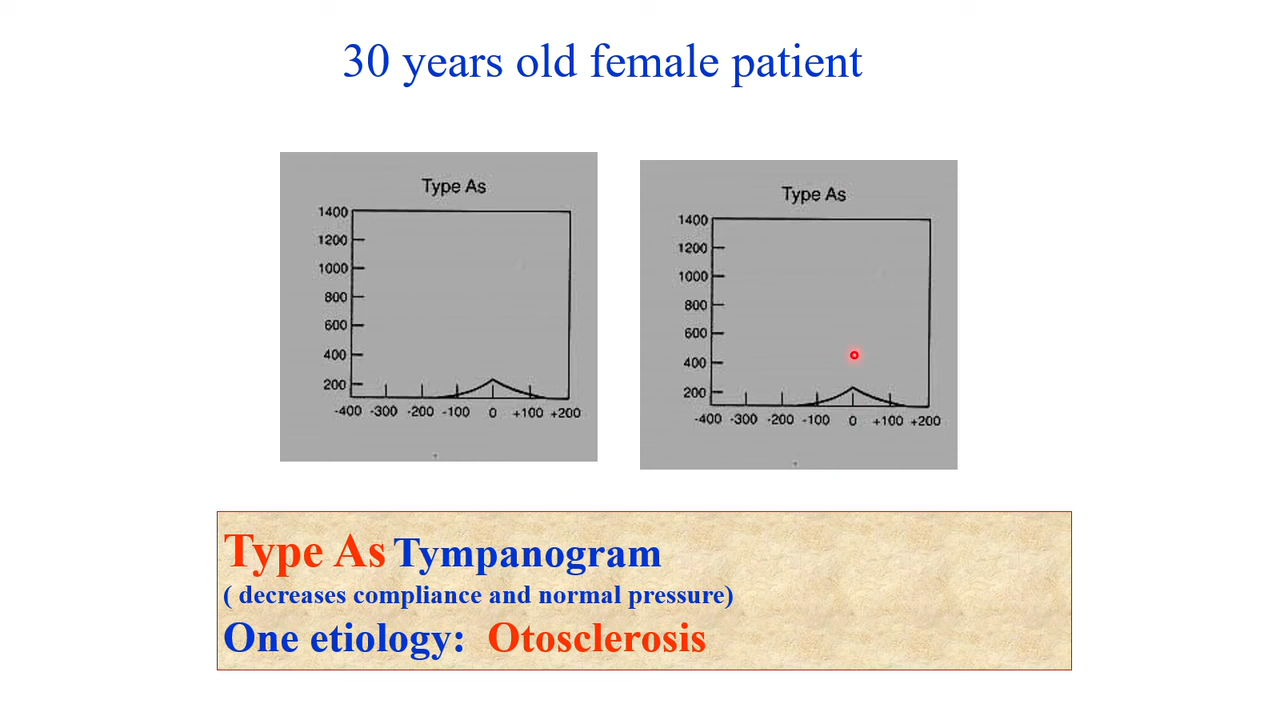 30 years old female patient
Type As
1400
1200
1000
800
600
400
200
-400 -300 -200 -100 0 +100 +200
Type As
1400
1200
1000
800
600
400
200
-400 -300 -200 -100 0 +100 +200
Type As Tympanogram
( decreases compliance and normal pressure)
One etiology: Otosclerosis